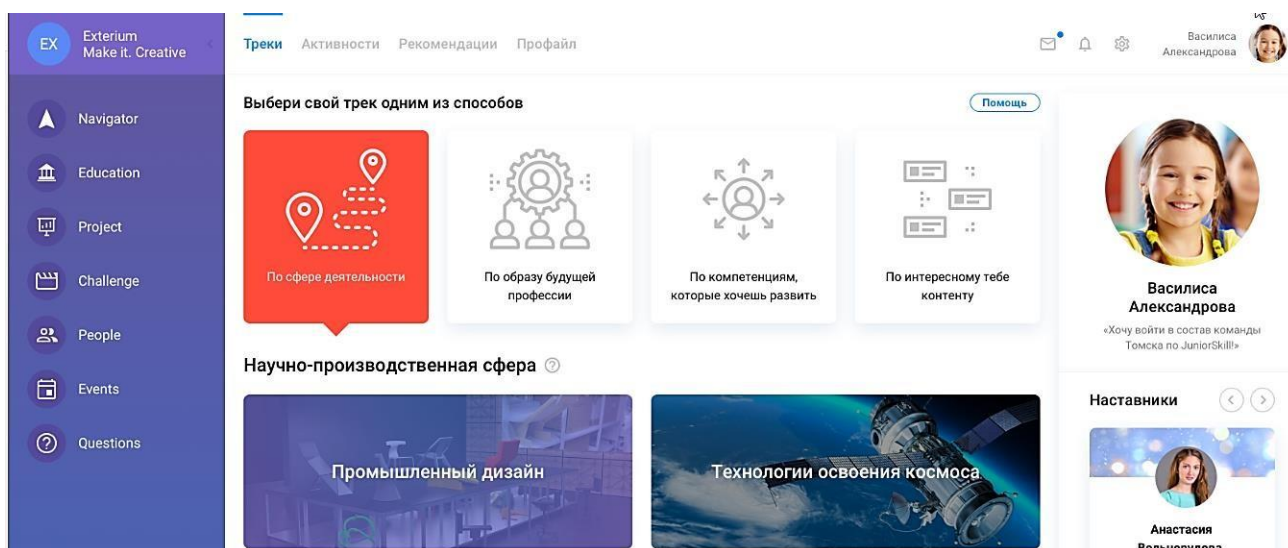 EX
Exterium
Make it. Creative
Navigator
Education
Project
Challenge
People
Events
Questions
Треки Активности Рекомендации Профайл
Василиса
Александрова
Выбери свой трек одним из способов
Помощь
По сфере деятельности
По образу будущей
профессии
По компетенциям,
которые хочешь развить
По интересному тебе
контенту
Научно-производственная сфера
Промышленный дизайн
Технологии освоения космоса
Василиса
Александрова
«Хочу войти в состав команды
Томска по JuniorSkill!»
Наставники
Анастасия